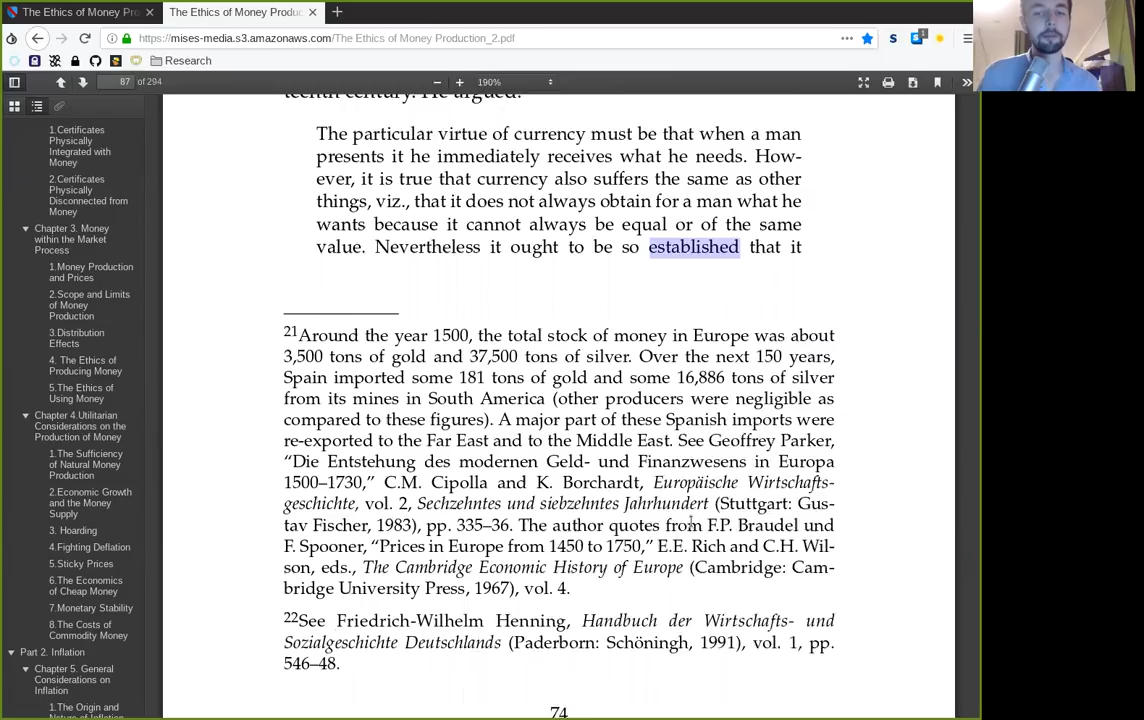 The Ethics of Money Pro
The Ethics of Money Produc
https://mises-media.s3.amazonaws.com/The Ethics of Money Production_2.pdf
Research
87 of 294
190%
1.Certificates
Physically
Integrated with
Money
2.Certificates
Physically
Disconnected from
Money
Chapter 3. Money
within the Market
Process
1.Money Production
and Prices
2.Scope and Limits
of Money
Production
3.Distribution
Effects
4. The Ethics of
Producing Money
5.The Ethics of
Using Money
Chapter 4.Utilitarian
Considerations on the
Production of Money
1.The Sufficiency
of Natural Money
Production
2.Economic Growth
and the Money
Supply
3. Hoarding
4.Fighting Deflation
5.Sticky Prices
6.The Economics
of Cheap Money
7.Monetary Stability
8.The Costs of
Commodity Money
Part 2. Inflation
Chapter 5. General
Considerations on
Inflation
1.The Origin and
Nature of Inflation
teenth century. He argued:
The particular virtue of currency must be that when a man
presents it he immediately receives what he needs. How-
ever, it is true that currency also suffers the same as other
things, viz., that it does not always obtain for a man what he
wants because it cannot always be equal or of the same
value. Nevertheless it ought to be so established that it
21Around the year 1500, the total stock of money in Europe was about
3,500 tons of gold and 37,500 tons of silver. Over the next 150 years,
Spain imported some 181 tons of gold and some 16,886 tons of silver
from its mines in South America (other producers were negligible as
compared to these figures). A major part of these Spanish imports were
re-exported to the Far East and to the Middle East. See Geoffrey Parker,
“Die Entstehung des modernen Geld- und Finanzwesens in Europa
1500–1730,” C.M. Cipolla and K. Borchardt, Europäische Wirtschafts-
geschichte, vol. 2, Sechzehntes und siebzehntes Jahrhundert (Stuttgart: Gus-
tav Fischer, 1983), pp. 335–36. The author quotes from F.P. Braudel und
F. Spooner, “Prices in Europe from 1450 to 1750,” E.E. Rich and C.H. Wil-
son, eds., The Cambridge Economic History of Europe (Cambridge: Cam-
bridge University Press, 1967), vol. 4.
22See Friedrich-Wilhelm Henning, Handbuch der Wirtschafts- und
Sozialgeschichte Deutschlands (Paderborn: Schöningh, 1991), vol. 1, pp.
546–48.
74